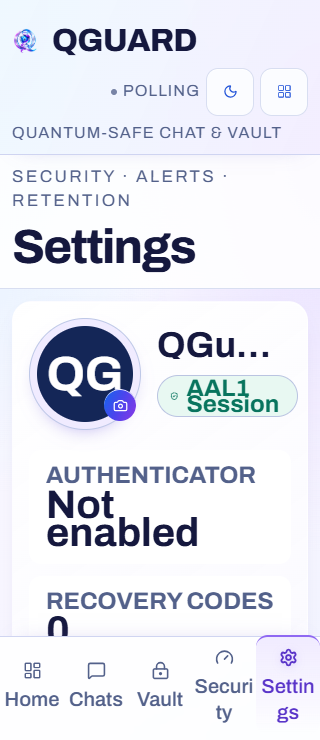 QGUARD
• POLLING
QUANTUM-SAFE CHAT & VAULT
SECURITY · ALERTS ·
RETENTION
Settings
QG
QGu...
AAL1
Session
AUTHENTICATOR
Not
enabled
RECOVERY CODES
0
Home
Chats
Vault
Securi
ty
Settin
gs